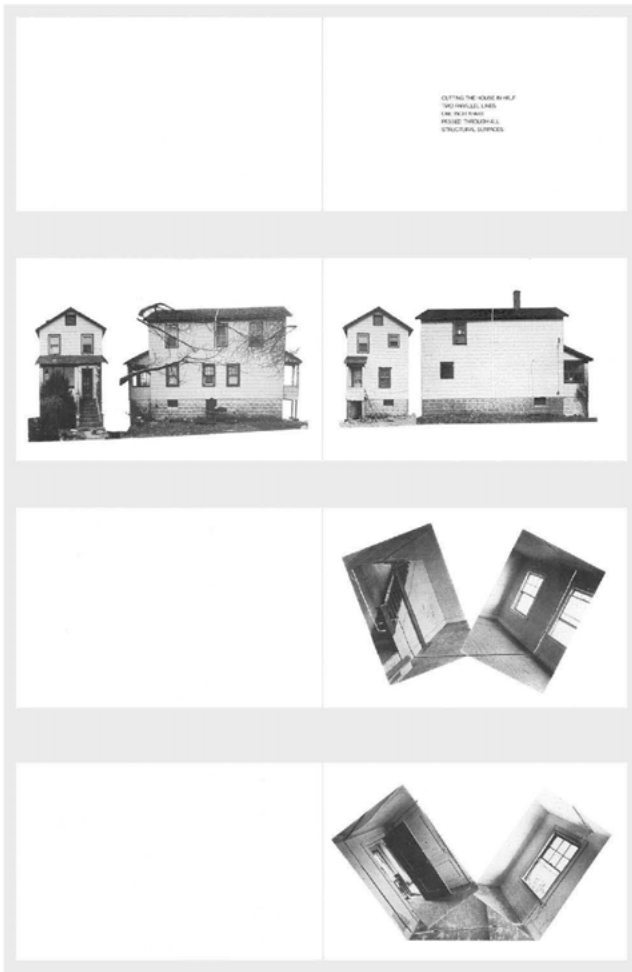 CUTTING THE HOUSE IN HALF
TWO PARALLEL LINES
ONE INCH APART
PASSED THROUGH ALL
STRUCTURAL SURFACES